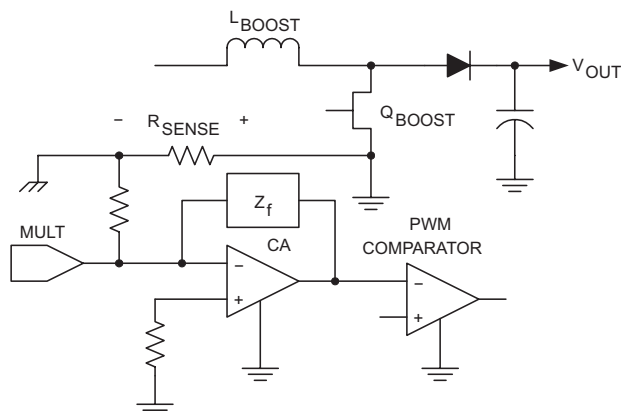 L BOOST
V OUT
Q BOOST
− R SENSE +
Z f
MULT
CA
PWM
COMPARATOR
−
+
−
+